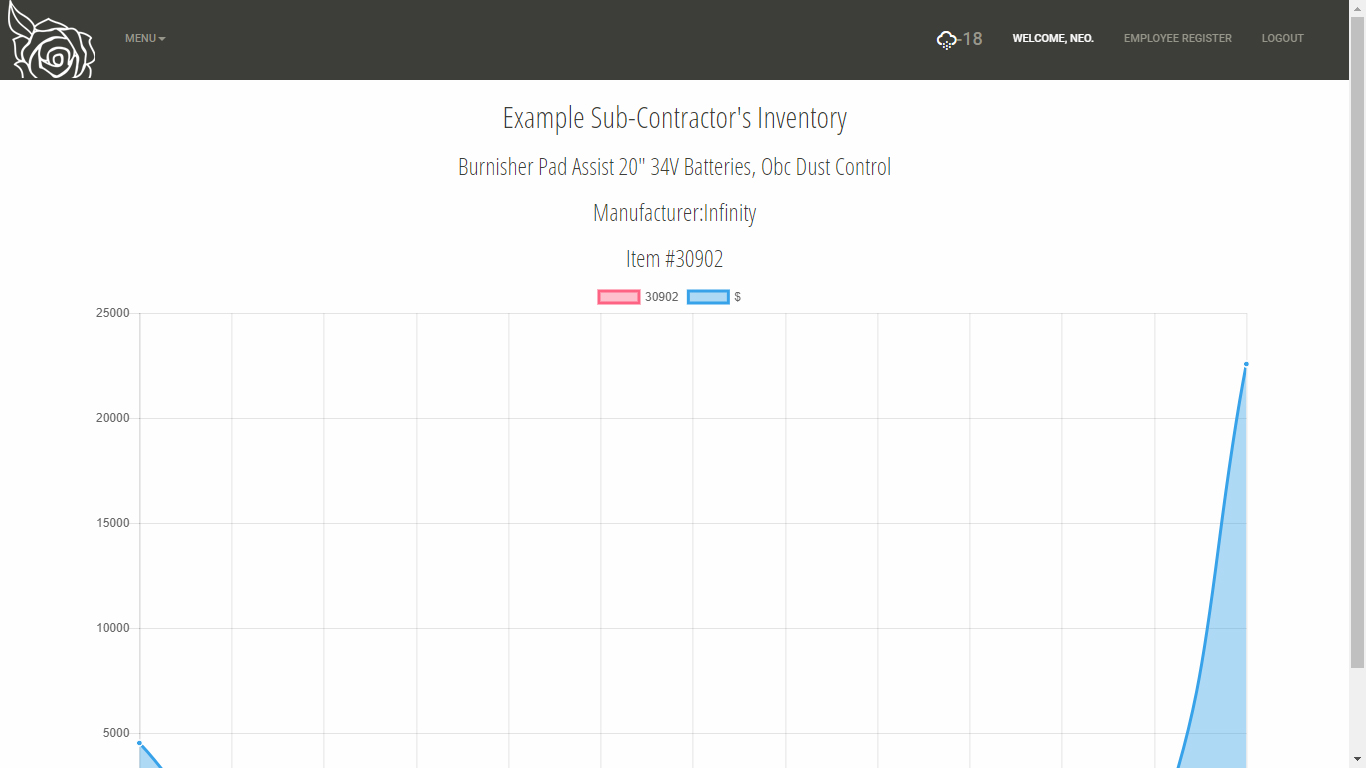 MENU
-18
WELCOME, NEO.
EMPLOYEE REGISTER
LOGOUT
Example Sub-Contractor's Inventory
Burnisher Pad Assist 20" 34V Batteries, Obc Dust Control
Manufacturer:Infinity
Item #30902
30902
$
25000
20000
15000
10000
5000